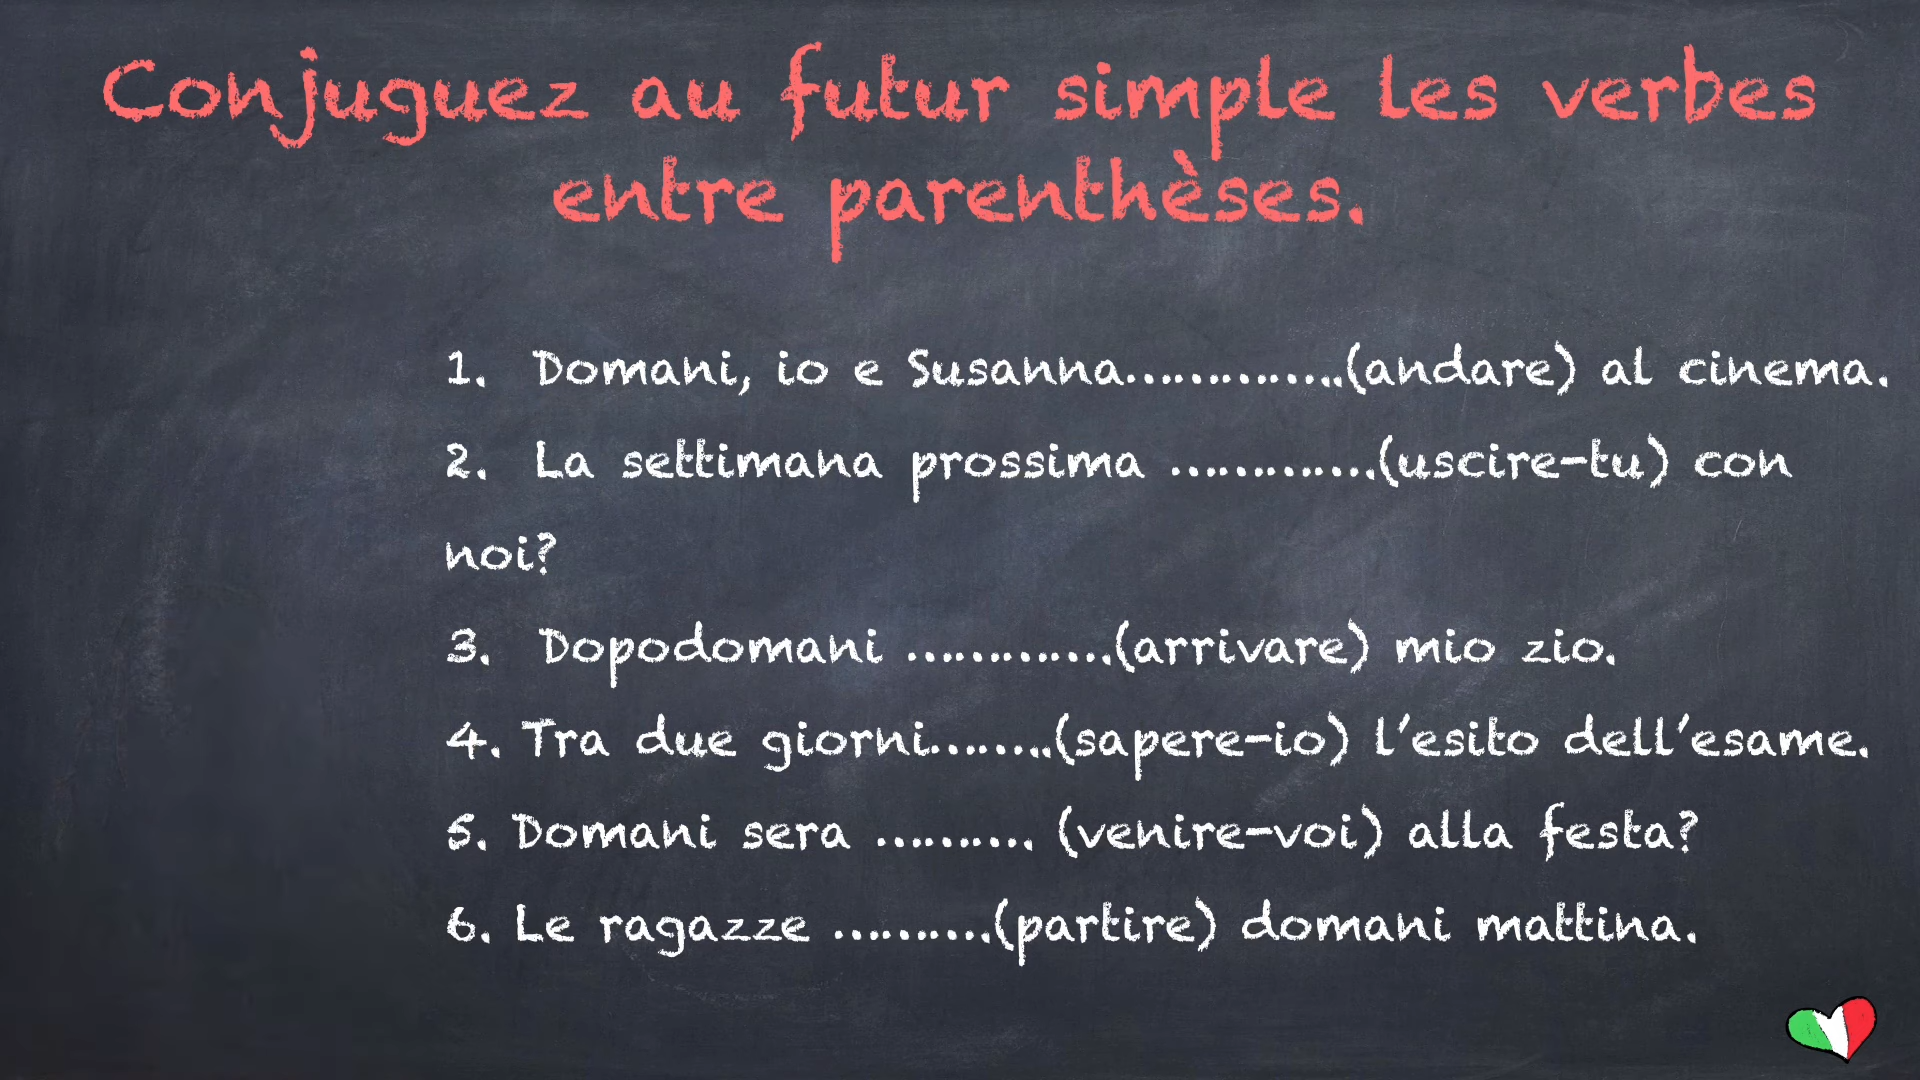 Conjuguez au futur simple les verbes
entre parenthèses.
1. Domani, io e Susanna…………..(andare) al cinema.
2. La settimana prossima ………….(uscire-tu) con
noi?
3. Dopodomani ………….(arrivare) mio zio.
4. Tra due giorni……..(sapere-io) l’esito dell’esame.
5. Domani sera ………. (venire-voi) alla festa?
6. Le ragazze ……….(partire) domani mattina.